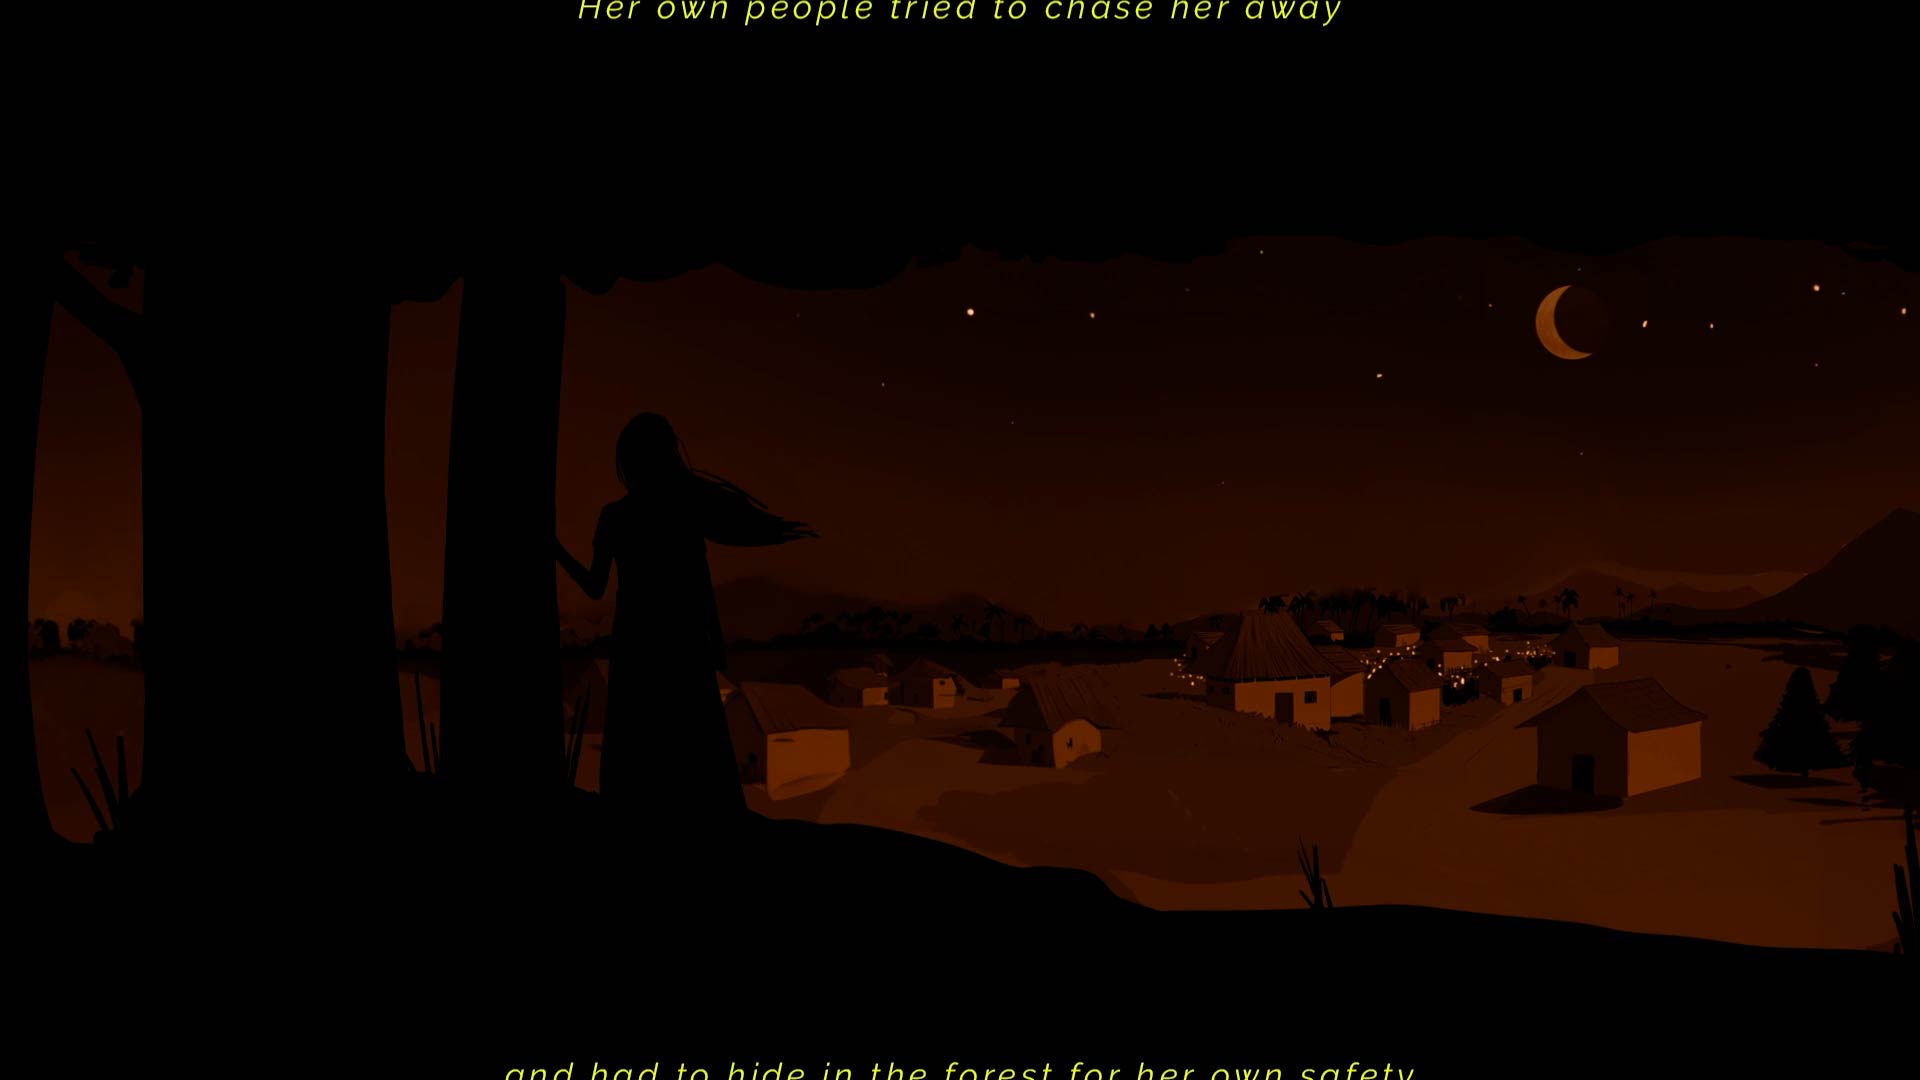 Her own people tried to chase her away
and had to hide in the forest for her own safety